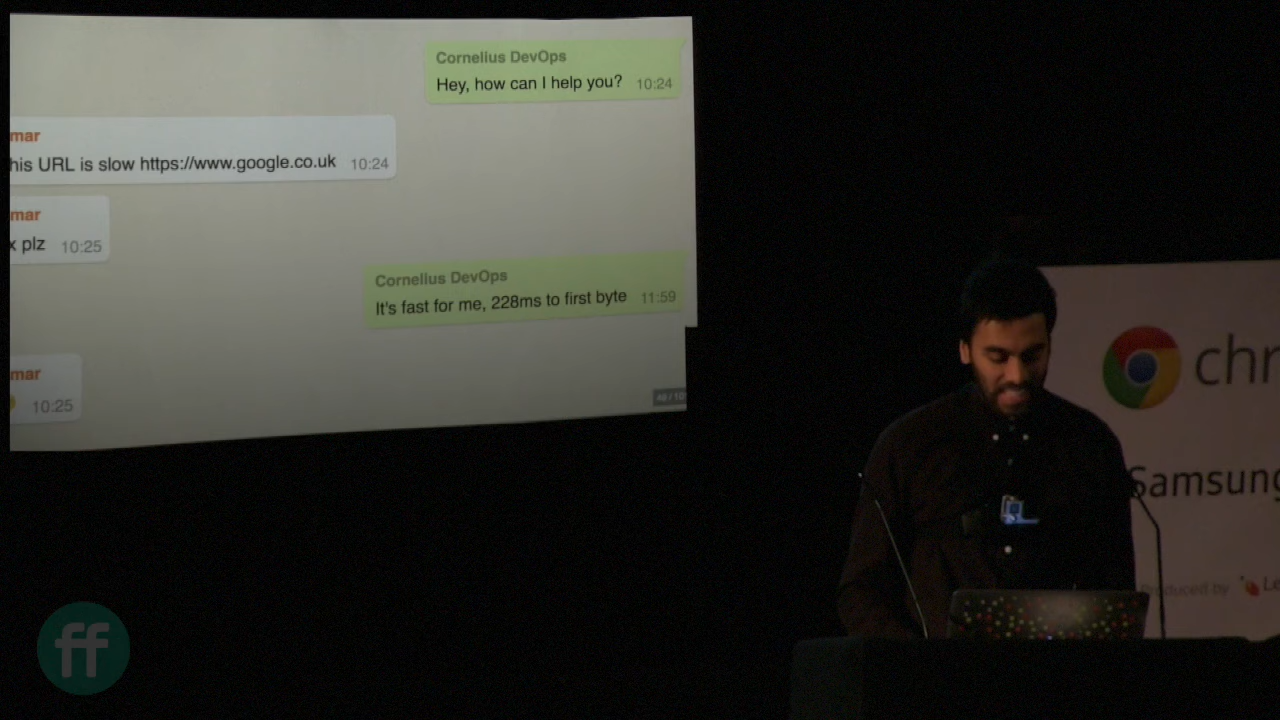 Cornelius DevOps
Hey, how can I help you? 10:24
mar
his URL is slow https://www.google.co.uk 10:24
mar
x plz 10:25
Cornelius DevOps
It's fast for me, 228ms to first byte 11:59
mar
10:25
chr
Samsung
Produced by
ff